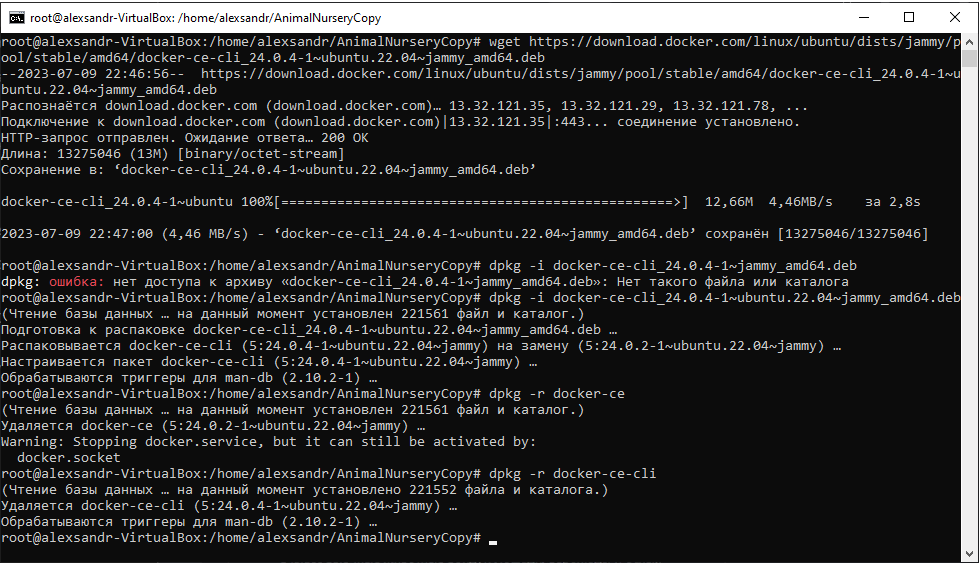 root@alexsandr-VirtualBox: /home/alexsandr/AnimalNurseryCopy
root@alexsandr-VirtualBox:/home/alexsandr/AnimalNurseryCopy# wget https://download.docker.com/linux/ubuntu/dists/jammy/p
ool/stable/amd64/docker-ce-cli_24.0.4-1~ubuntu.22.04~jammy_amd64.deb
--2023-07-09 22:46:56--  https://download.docker.com/linux/ubuntu/dists/jammy/pool/stable/amd64/docker-ce-cli_24.0.4-1~u
buntu.22.04~jammy_amd64.deb
Распознаётся download.docker.com (download.docker.com)… 13.32.121.35, 13.32.121.29, 13.32.121.78, ...
Подключение к download.docker.com (download.docker.com)|13.32.121.35|:443... соединение установлено.
HTTP-запрос отправлен. Ожидание ответа… 200 OK
Длина: 13275046 (13M) [binary/octet-stream]
Сохранение в: ‘docker-ce-cli_24.0.4-1~ubuntu.22.04~jammy_amd64.deb’
docker-ce-cli_24.0.4-1~ubuntu 100%[=================================================>]  12,66M  4,46MB/s    за 2,8s
2023-07-09 22:47:00 (4,46 MB/s) - ‘docker-ce-cli_24.0.4-1~ubuntu.22.04~jammy_amd64.deb’ сохранён [13275046/13275046]
root@alexsandr-VirtualBox:/home/alexsandr/AnimalNurseryCopy# dpkg -i docker-ce-cli_24.0.4-1~jammy_amd64.deb
dpkg: ошибка: нет доступа к архиву «docker-ce-cli_24.0.4-1~jammy_amd64.deb»: Нет такого файла или каталога
root@alexsandr-VirtualBox:/home/alexsandr/AnimalNurseryCopy# dpkg -i docker-ce-cli_24.0.4-1~ubuntu.22.04~jammy_amd64.deb
(Чтение базы данных … на данный момент установлен 221561 файл и каталог.)
Подготовка к распаковке docker-ce-cli_24.0.4-1~ubuntu.22.04~jammy_amd64.deb …
Распаковывается docker-ce-cli (5:24.0.4-1~ubuntu.22.04~jammy) на замену (5:24.0.2-1~ubuntu.22.04~jammy) …
Настраивается пакет docker-ce-cli (5:24.0.4-1~ubuntu.22.04~jammy) …
Обрабатываются триггеры для man-db (2.10.2-1) …
root@alexsandr-VirtualBox:/home/alexsandr/AnimalNurseryCopy# dpkg -r docker-ce
(Чтение базы данных … на данный момент установлен 221561 файл и каталог.)
Удаляется docker-ce (5:24.0.2-1~ubuntu.22.04~jammy) …
Warning: Stopping docker.service, but it can still be activated by:
  docker.socket
root@alexsandr-VirtualBox:/home/alexsandr/AnimalNurseryCopy# dpkg -r docker-ce-cli
(Чтение базы данных … на данный момент установлено 221552 файла и каталога.)
Удаляется docker-ce-cli (5:24.0.4-1~ubuntu.22.04~jammy) …
Обрабатываются триггеры для man-db (2.10.2-1) …
root@alexsandr-VirtualBox:/home/alexsandr/AnimalNurseryCopy#